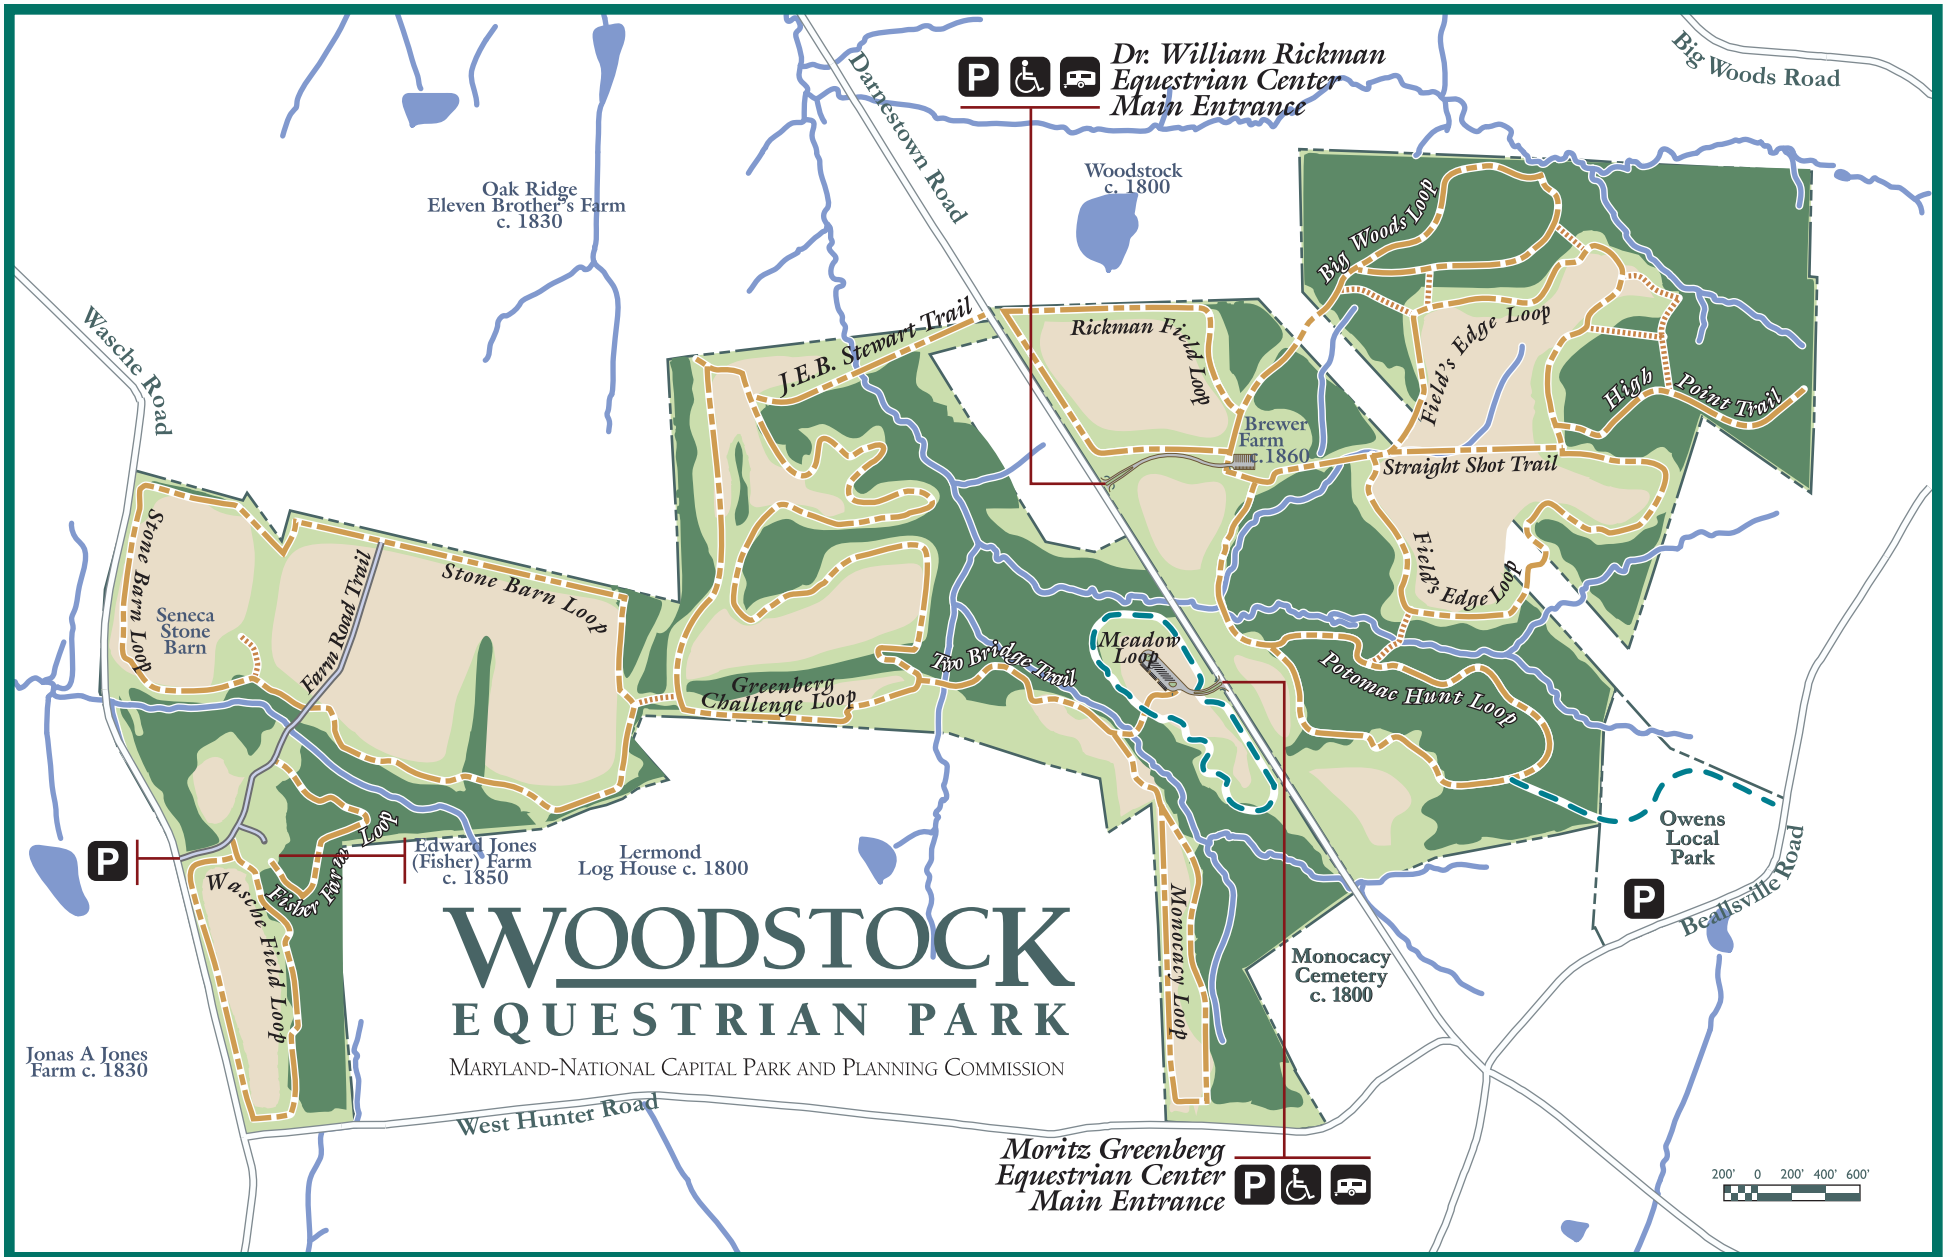 Dr. William Rickman
Equestrian Center
Main Entrance
P
Big Woods Road
Darnestown Road
Woodstock
c. 1800
Oak Ridge
Eleven Brother's Farm
c. 1830
Wasche Road
Big Woods Loop
J.E.B. Stewart Trail
Rickman Field Loop
Field's Edge Loop
High Point Trail
Brewer
Farm
c.1860
Straight Shot Trail
Field's Edge Loop
Stone Barn Loop
Seneca
Stone
Barn
Farm Road Trail
Stone Barn Loop
Greenberg
Challenge Loop
Two Bridge Trail
Meadow
Loop
Potomac Hunt Loop
P
Edward Jones
(Fisher) Farm
c. 1850
Fisher Farm Loop
Wasche Field Loop
Lermond
Log House c. 1800
Owens
Local
Park
P
Beallsville Road
Monocacy Loop
Monocacy
Cemetery
c. 1800
WOODSTOCK
EQUESTRIAN PARK
MARYLAND-NATIONAL CAPITAL PARK AND PLANNING COMMISSION
Jonas A Jones
Farm c. 1830
West Hunter Road
Moritz Greenberg
Equestrian Center
Main Entrance
P
200' 0 200' 400' 600'